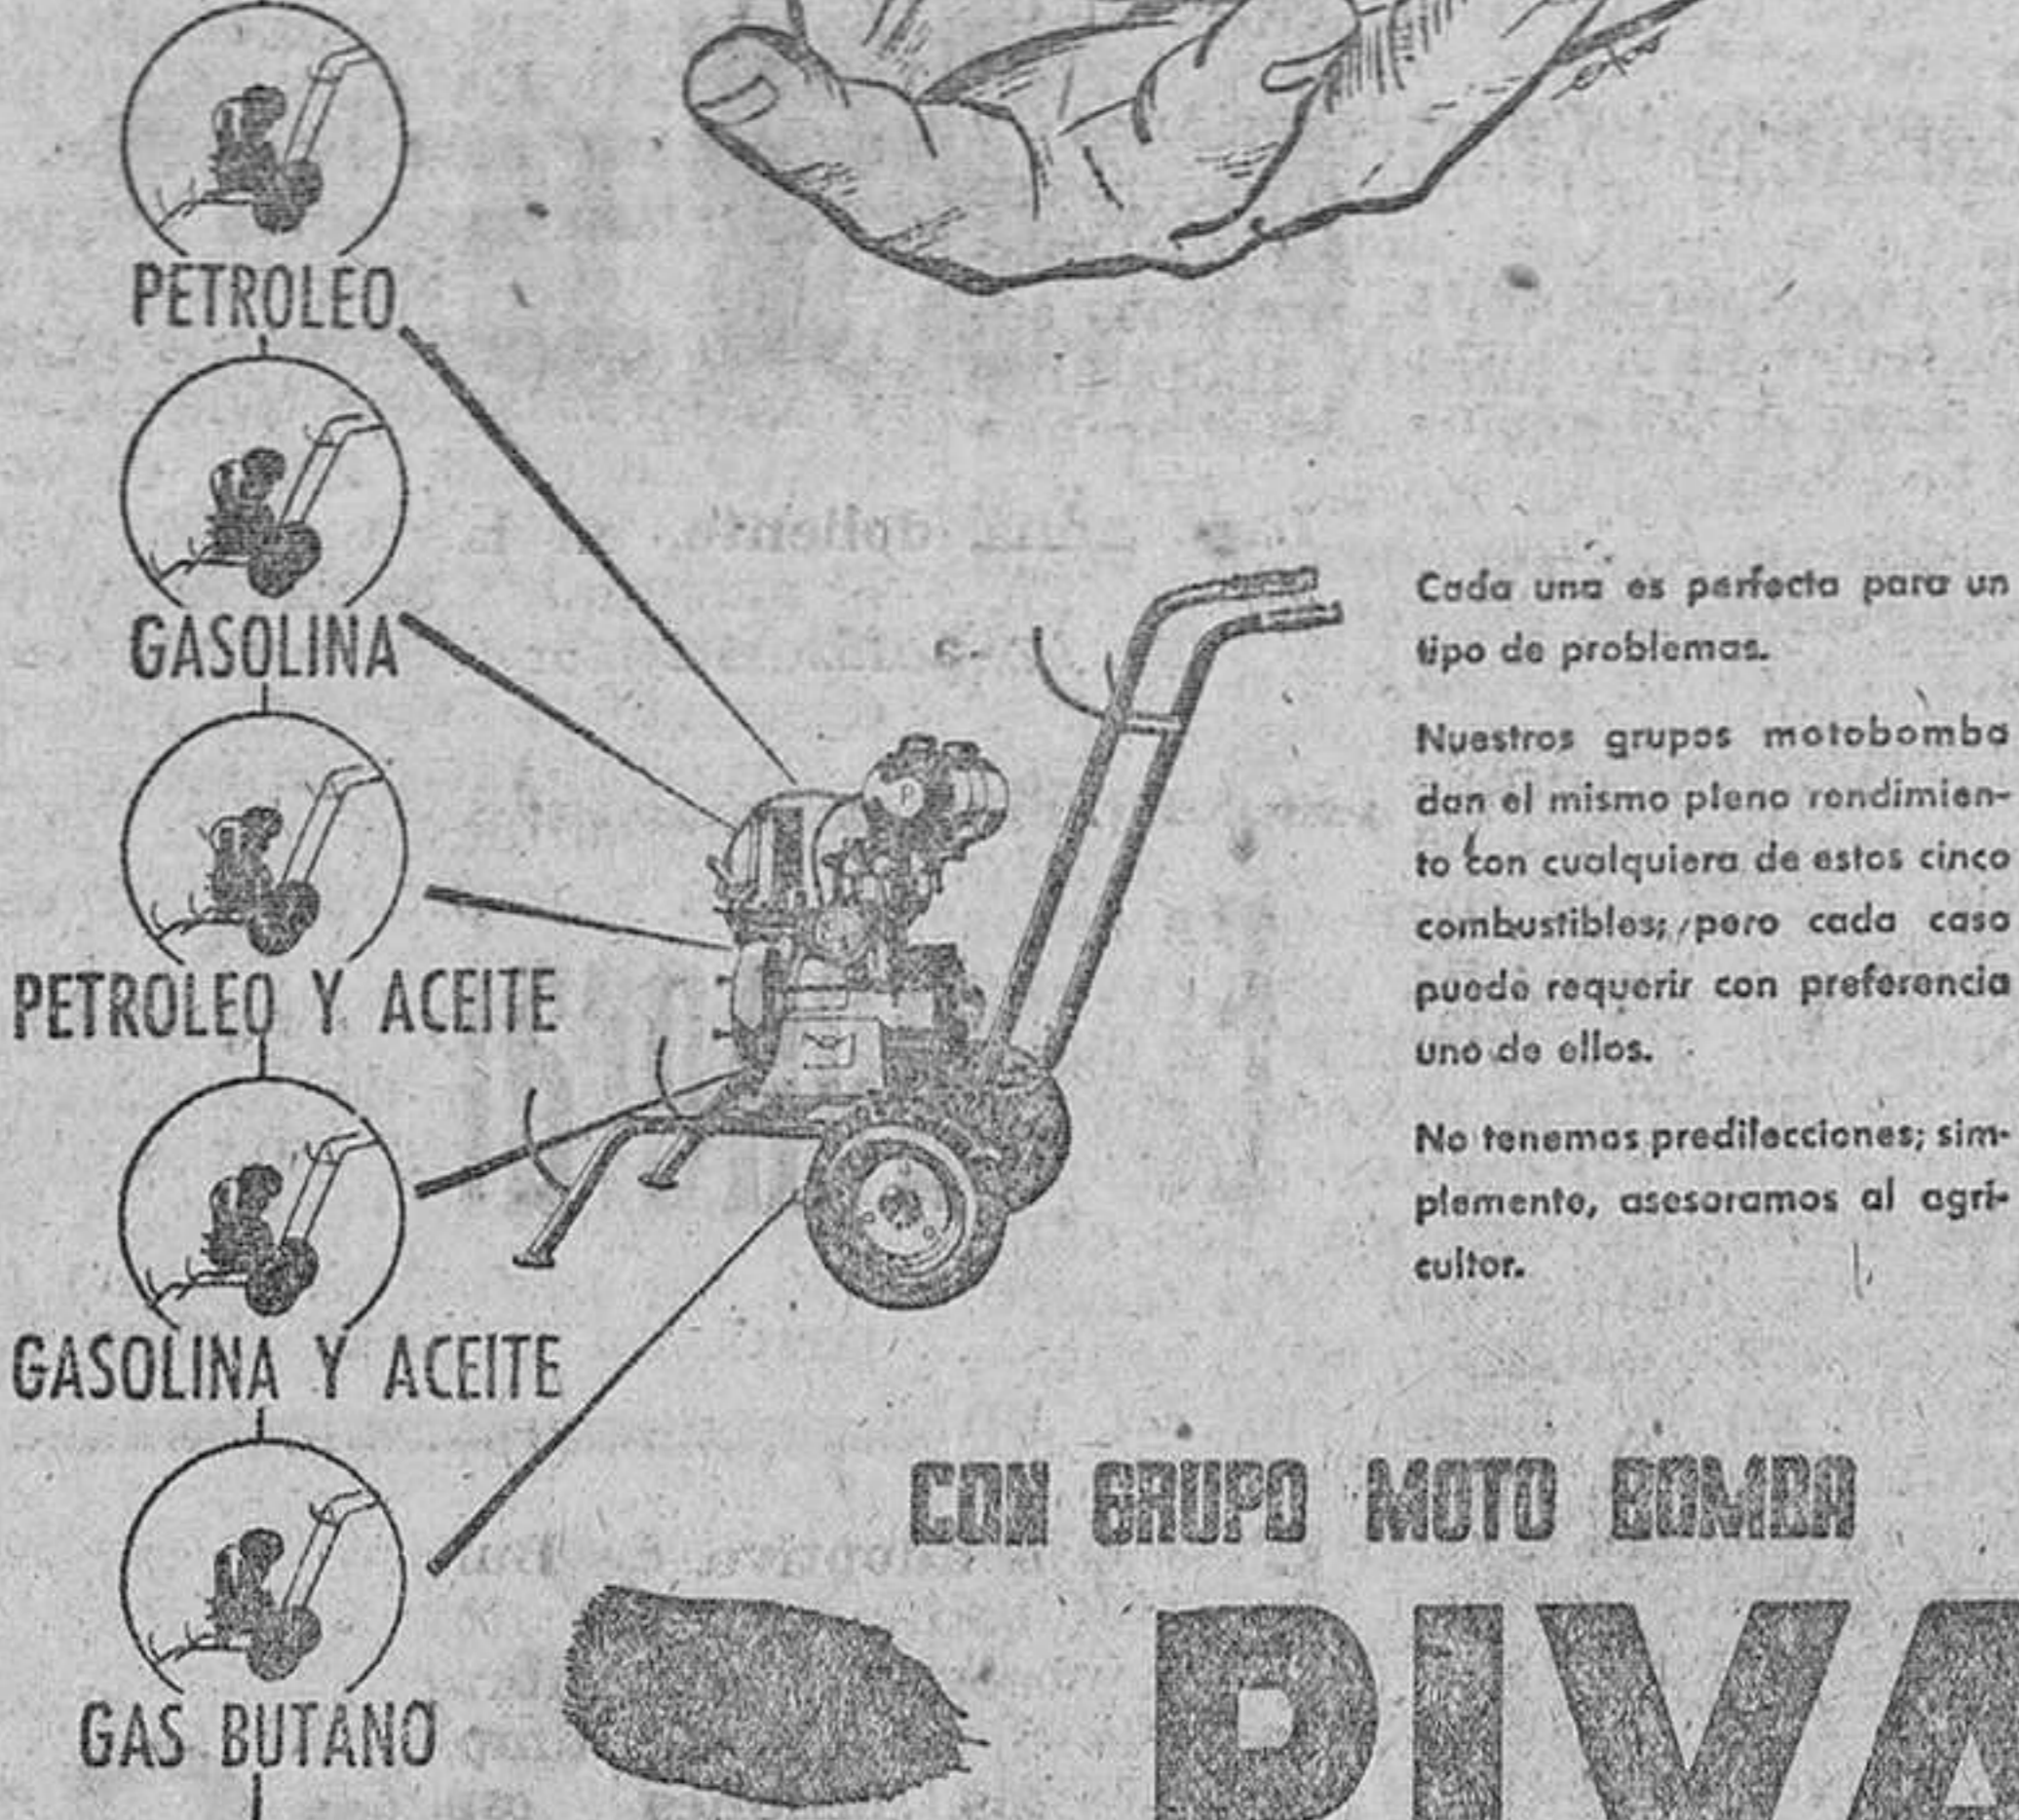 PETROLEO
GASOLINA
PETROLEO Y ACEITE
GASOLINA Y ACEITE
GAS BUTANO
Cada una es perfecta para un
tipo de problemas.
Nuestros grupos motobomba
dan el mismo pleno rendimien-
to con cualquiera de estos cinco
combustibles; pero cada caso
puede requerir con preferencia
uno de ellos.
No tenemos predilecciones; sim-
plemente, asesoramos al agri-
cultor.
CON GRUPO MOTO BOMBA
PIVA